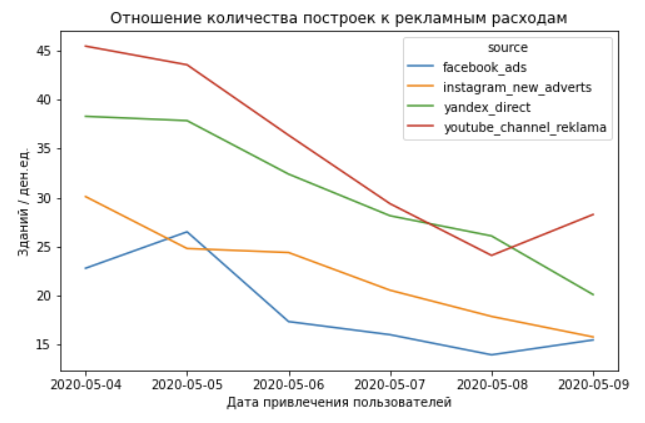 Отношение количества построек к рекламным расходам
source
facebook_ads
instagram_new_adverts
yandex_direct
youtube_channel_reklama
Зданий / ден.ед.
45
40
35
30
25
20
15
2020-05-04 2020-05-05 2020-05-06 2020-05-07 2020-05-08 2020-05-09
Дата привлечения пользователей